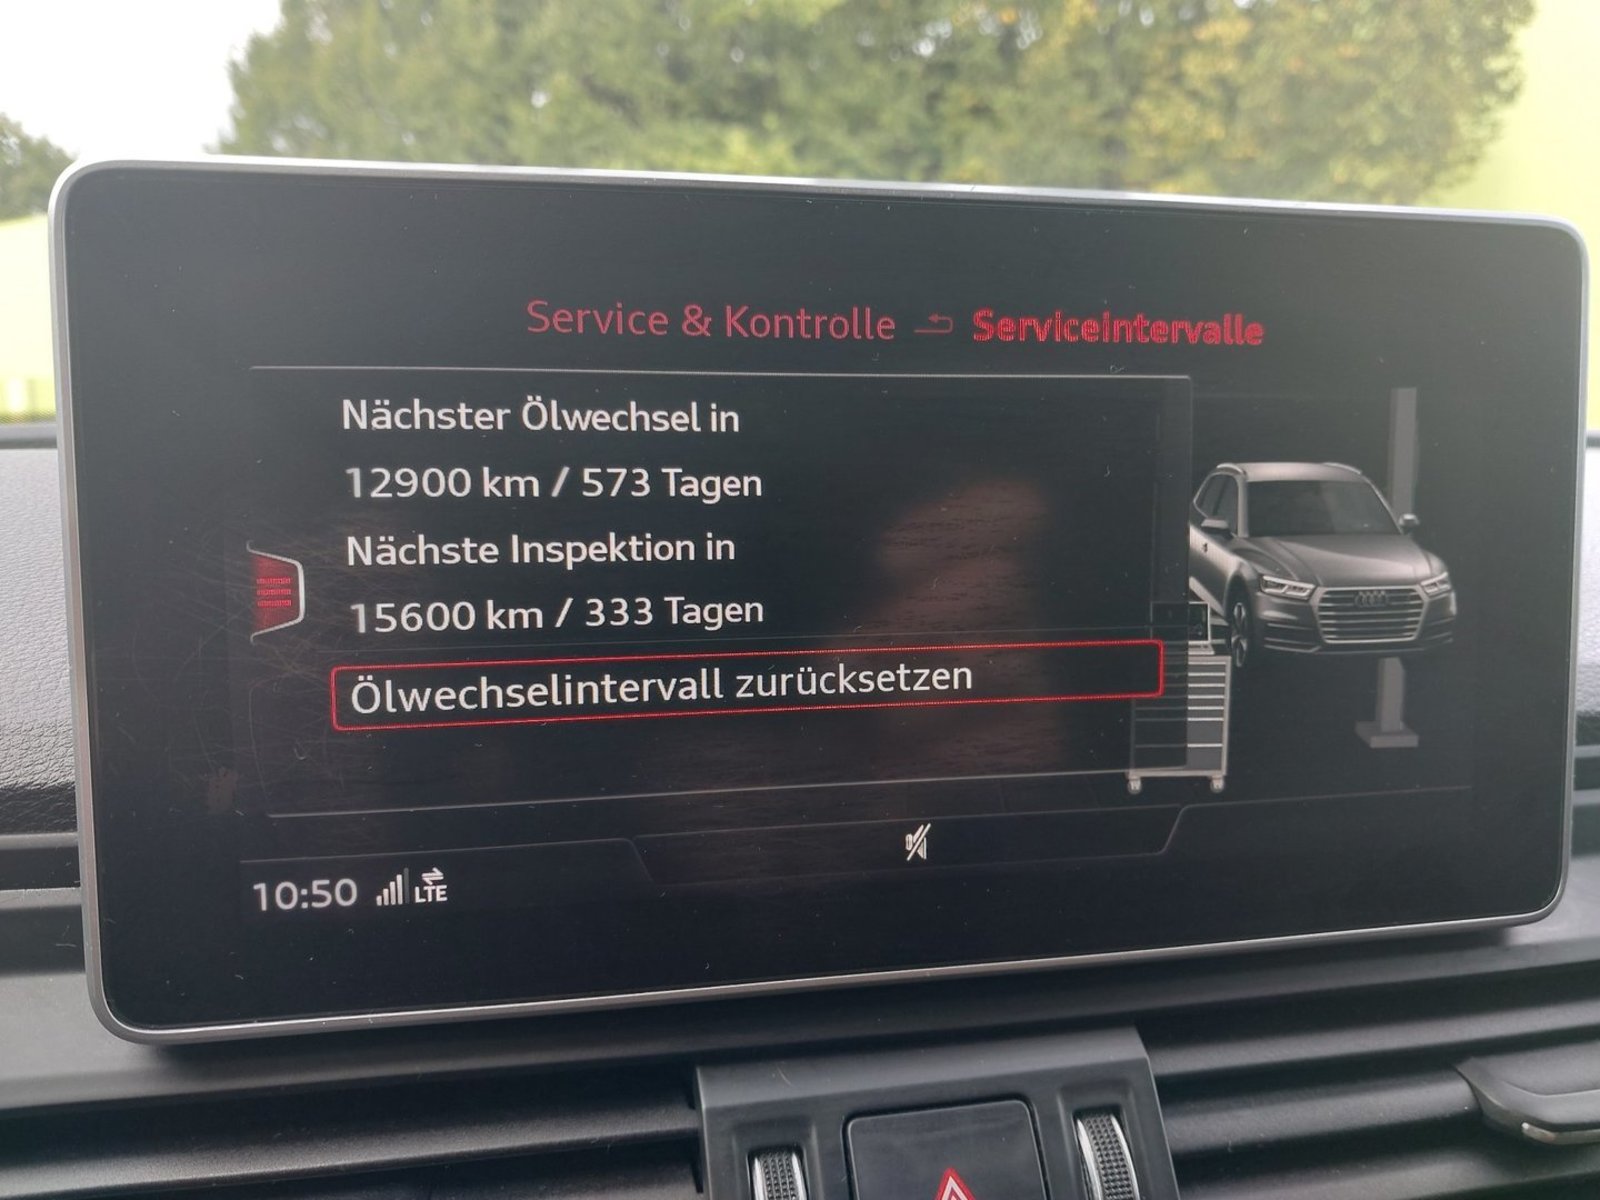 Service & Kontrolle Serviceintervalle
Nächster Ölwechsel in
12900 km / 573 Tagen
Nächste Inspektion in
15600 km / 333 Tagen
Ölwechselintervall zurücksetzen
10:50 LTE